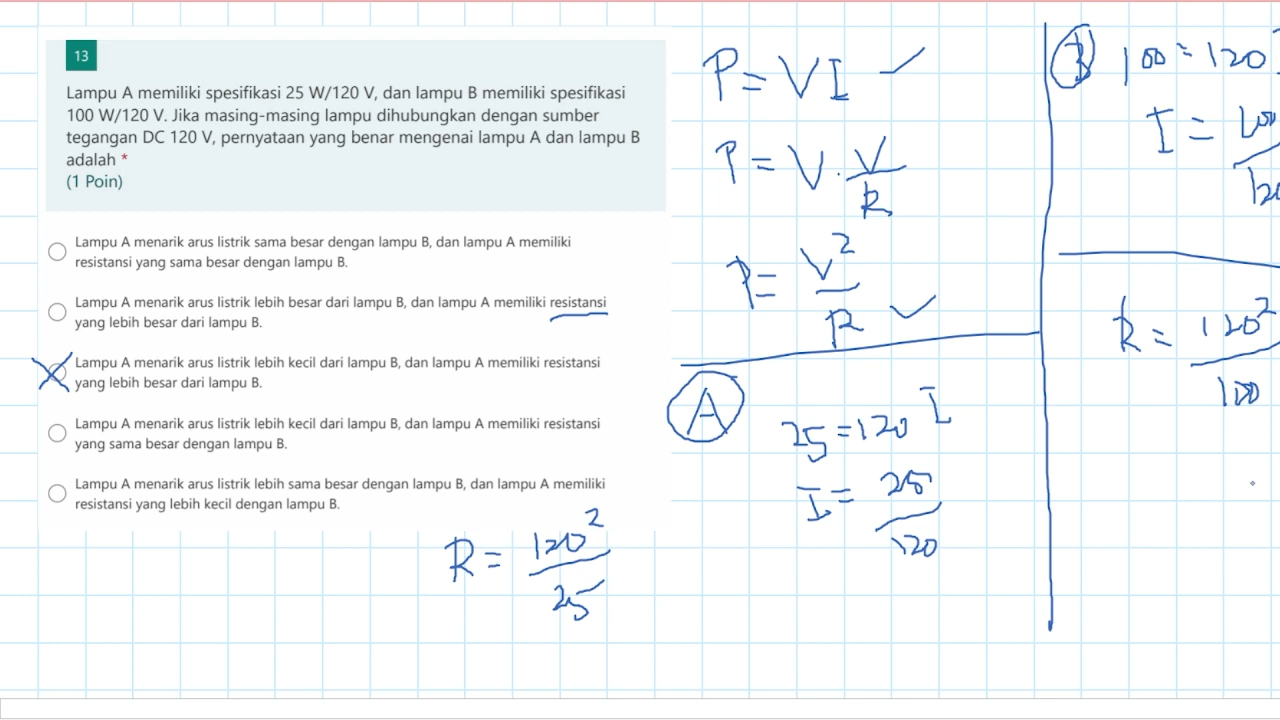 13
Lampu A memiliki spesifikasi 25 W/120 V, dan lampu B memiliki spesifikasi
100 W/120 V. Jika masing-masing lampu dihubungkan dengan sumber
tegangan DC 120 V, pernyataan yang benar mengenai lampu A dan lampu B
adalah *
(1 Poin)
Lampu A menarik arus listrik sama besar dengan lampu B, dan lampu A memiliki
resistansi yang sama besar dengan lampu B.
Lampu A menarik arus listrik lebih besar dari lampu B, dan lampu A memiliki resistansi
yang lebih besar dari lampu B.
Lampu A menarik arus listrik lebih kecil dari lampu B, dan lampu A memiliki resistansi
yang lebih besar dari lampu B.
Lampu A menarik arus listrik lebih kecil dari lampu B, dan lampu A memiliki resistansi
yang sama besar dengan lampu B.
Lampu A menarik arus listrik lebih sama besar dengan lampu B, dan lampu A memiliki
resistansi yang lebih kecil dengan lampu B.
R = 120²/25
P = VI
P = V · V/R
P = V²/R
A
25 = 120 I
I = 25/120
B
100 = 120
I = 100/120
R = 120²/100